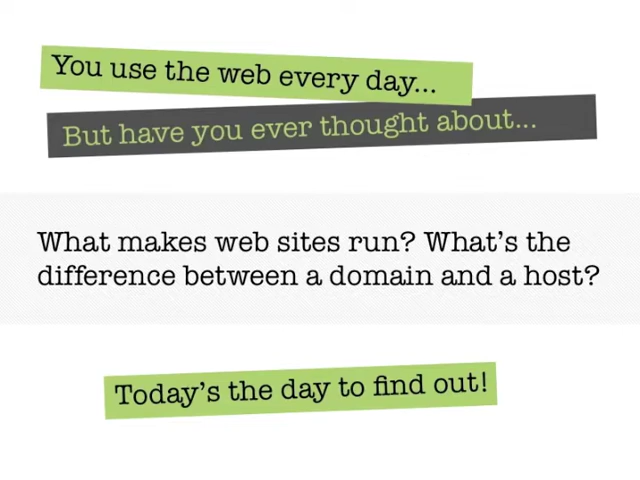 You use the web every day...
But have you ever thought about...
What makes web sites run? What's the
difference between a domain and a host?
Today's the day to find out!